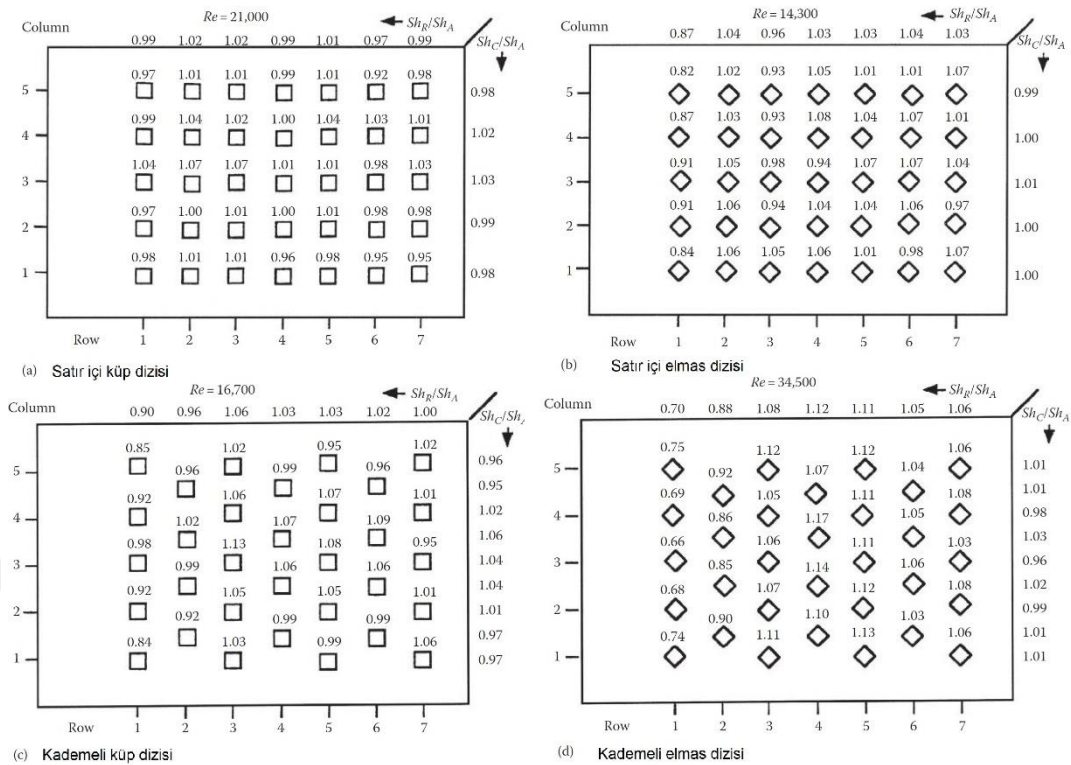 Re = 21,000
Sh_R/Sh_A
Column
0.99 1.02 1.02 0.99 1.01 0.97 0.99
Sh_C/Sh_A
0.97 1.01 1.01 0.99 1.01 0.92 0.98
5 0.98
0.99 1.04 1.02 1.00 1.04 1.03 1.01
4 1.02
1.04 1.07 1.07 1.01 1.01 0.98 1.03
3 1.03
0.97 1.00 1.01 1.00 1.01 0.98 0.98
2 0.99
0.98 1.01 1.01 0.96 0.98 0.95 0.95
1 0.98
Row 1 2 3 4 5 6 7
(a) Satır içi küp dizisi
Re = 14,300
Sh_R/Sh_A
Column
0.87 1.04 0.96 1.03 1.03 1.04 1.03
Sh_C/Sh_A
0.82 1.02 0.93 1.05 1.01 1.01 1.07
5 0.99
0.87 1.03 0.93 1.08 1.04 1.07 1.01
4 1.00
0.91 1.05 0.98 0.94 1.07 1.07 1.04
3 1.01
0.91 1.06 0.94 1.04 1.04 1.06 0.97
2 1.00
0.84 1.06 1.05 1.06 1.01 0.98 1.07
1 1.00
Row 1 2 3 4 5 6 7
(b) Satır içi elmas dizisi
Re = 16,700
Sh_R/Sh_A
Column
0.90 0.96 1.06 1.03 1.03 1.02 1.00
Sh_C/Sh
0.85 1.02 0.95 1.02
5 0.96
0.96 0.99 0.96
0.95
0.92 1.06 1.07 1.01
4 1.02
1.02 1.07 1.09
1.06
0.98 1.13 1.08 0.95
3 1.04
0.99 1.06 1.06
1.04
0.92 1.05 1.05 1.01
2 1.01
0.92 0.99 0.99
0.97
0.84 1.03 0.99 1.06
1 0.97
Row 1 2 3 4 5 6 7
(c) Kademeli küp dizisi
Re = 34,500
Sh_R/Sh_A
Column
0.70 0.88 1.08 1.12 1.11 1.05 1.06
Sh_C/Sh_A
0.75 1.12 1.12 1.06
5 1.01
0.92 1.07 1.04
1.01
0.69 1.05 1.11 1.08
4 0.98
0.86 1.17 1.05
1.03
0.66 1.06 1.11 1.03
3 0.96
0.85 1.14 1.06
1.02
0.68 1.07 1.12 1.08
2 0.99
0.90 1.10 1.03
1.01
0.74 1.11 1.13 1.06
1 1.01
Row 1 2 3 4 5 6 7
(d) Kademeli elmas dizisi